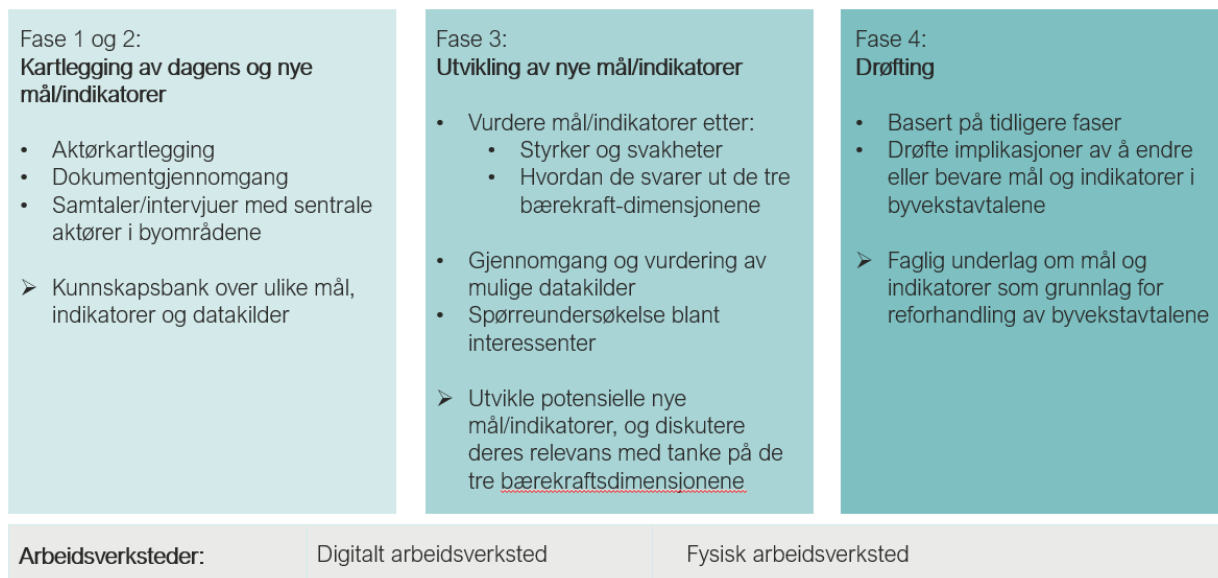 Fase 1 og 2:
Kartlegging av dagens og nye
mål/indikatorer
• Aktørkartlegging
• Dokumentgjennomgang
• Samtaler/intervjuer med sentrale
aktører i byområdene
➢ Kunnskapsbank over ulike mål,
indikatorer og datakilder
Fase 3:
Utvikling av nye mål/indikatorer
• Vurdere mål/indikatorer etter:
• Styrker og svakheter
• Hvordan de svarer ut de tre
bærekraft-dimensjonene
• Gjennomgang og vurdering av
mulige datakilder
• Spørreundersøkelse blant
interessenter
➢ Utvikle potensielle nye
mål/indikatorer, og diskutere
deres relevans med tanke på de
tre bærekraftsdimensjonene
Fase 4:
Drøfting
• Basert på tidligere faser
• Drøfte implikasjoner av å endre
eller bevare mål og indikatorer i
byvekstavtalene
➢ Faglig underlag om mål og
indikatorer som grunnlag for
reforhandling av byvekstavtalene
Arbeidsverksteder: Digitalt arbeidsverksted Fysisk arbeidsverksted